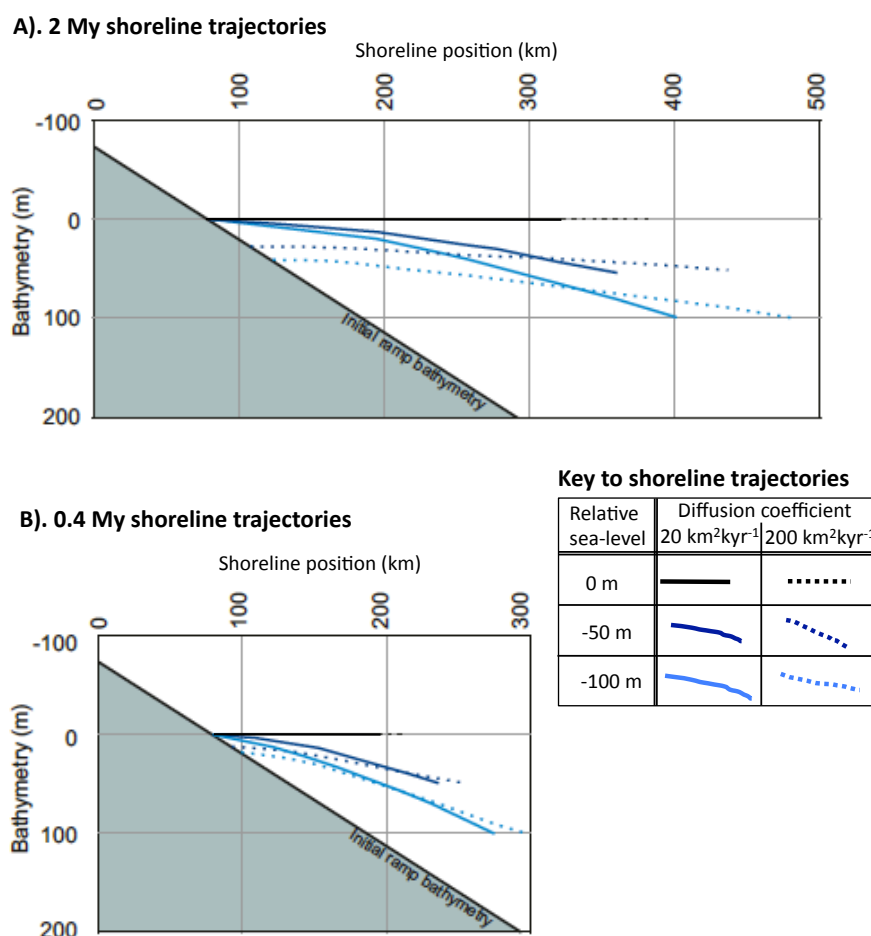 A). 2 My shoreline trajectories
Shoreline position (km)
0 100 200 300 400 500
-100
0
100
200
Bathymetry (m)
Initial ramp bathymetry
B). 0.4 My shoreline trajectories
Shoreline position (km)
0 100 200 300
-100
0
100
200
Bathymetry (m)
Initial ramp bathymetry
Key to shoreline trajectories
Relative sea-level
Diffusion coefficient
20 km²kyr⁻¹ 200 km²kyr⁻¹
0 m
-50 m
-100 m